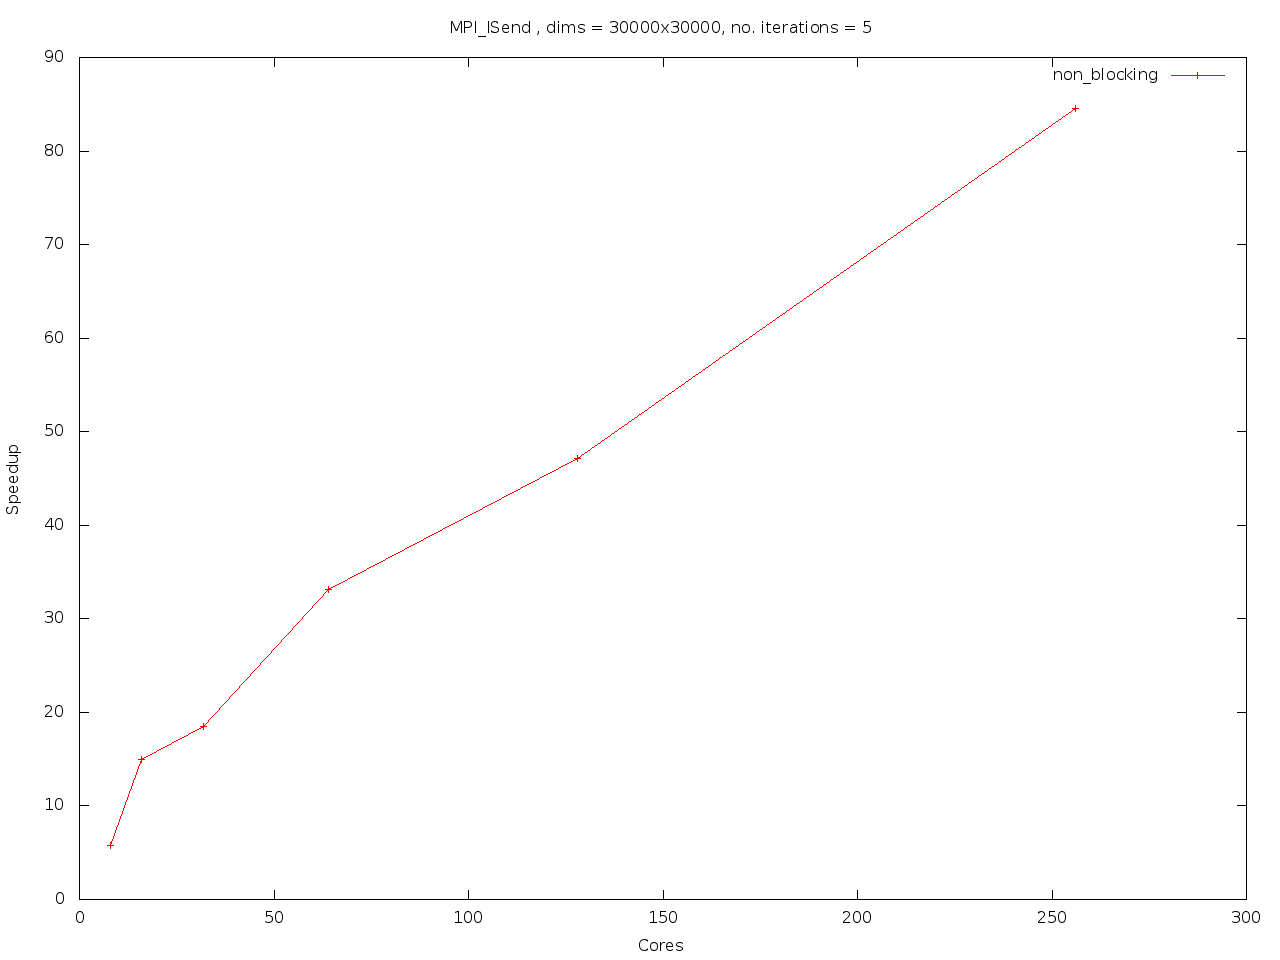 MPI_ISend , dims = 30000x30000, no. iterations = 5
non_blocking
90
80
70
60
50
40
30
20
10
0
Speedup
0 50 100 150 200 250 300
Cores